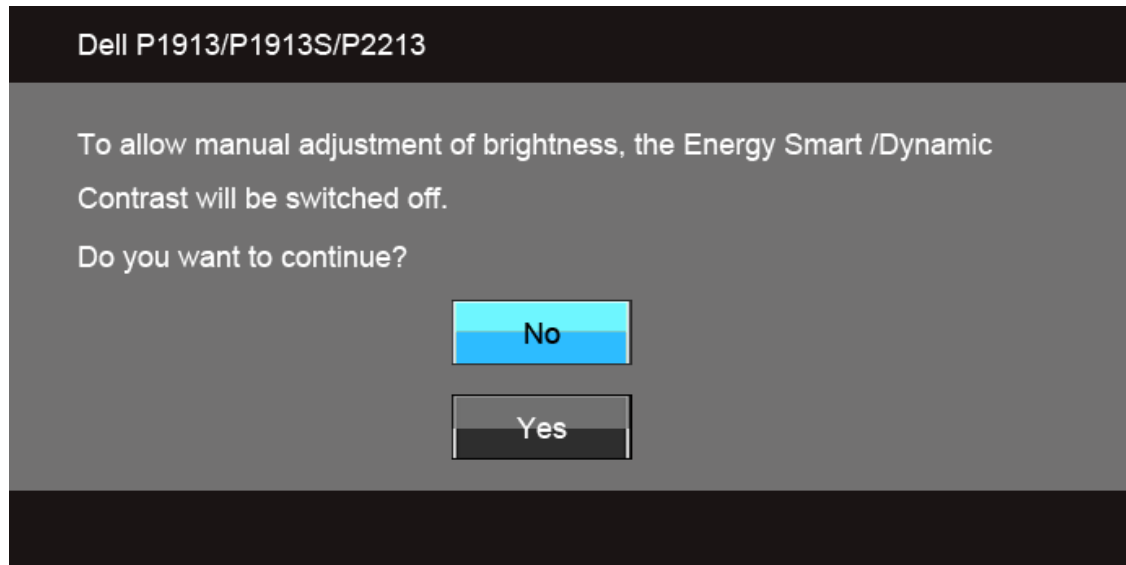 Dell P1913/P1913S/P2213
To allow manual adjustment of brightness, the Energy Smart /Dynamic
Contrast will be switched off.
Do you want to continue?
No
Yes